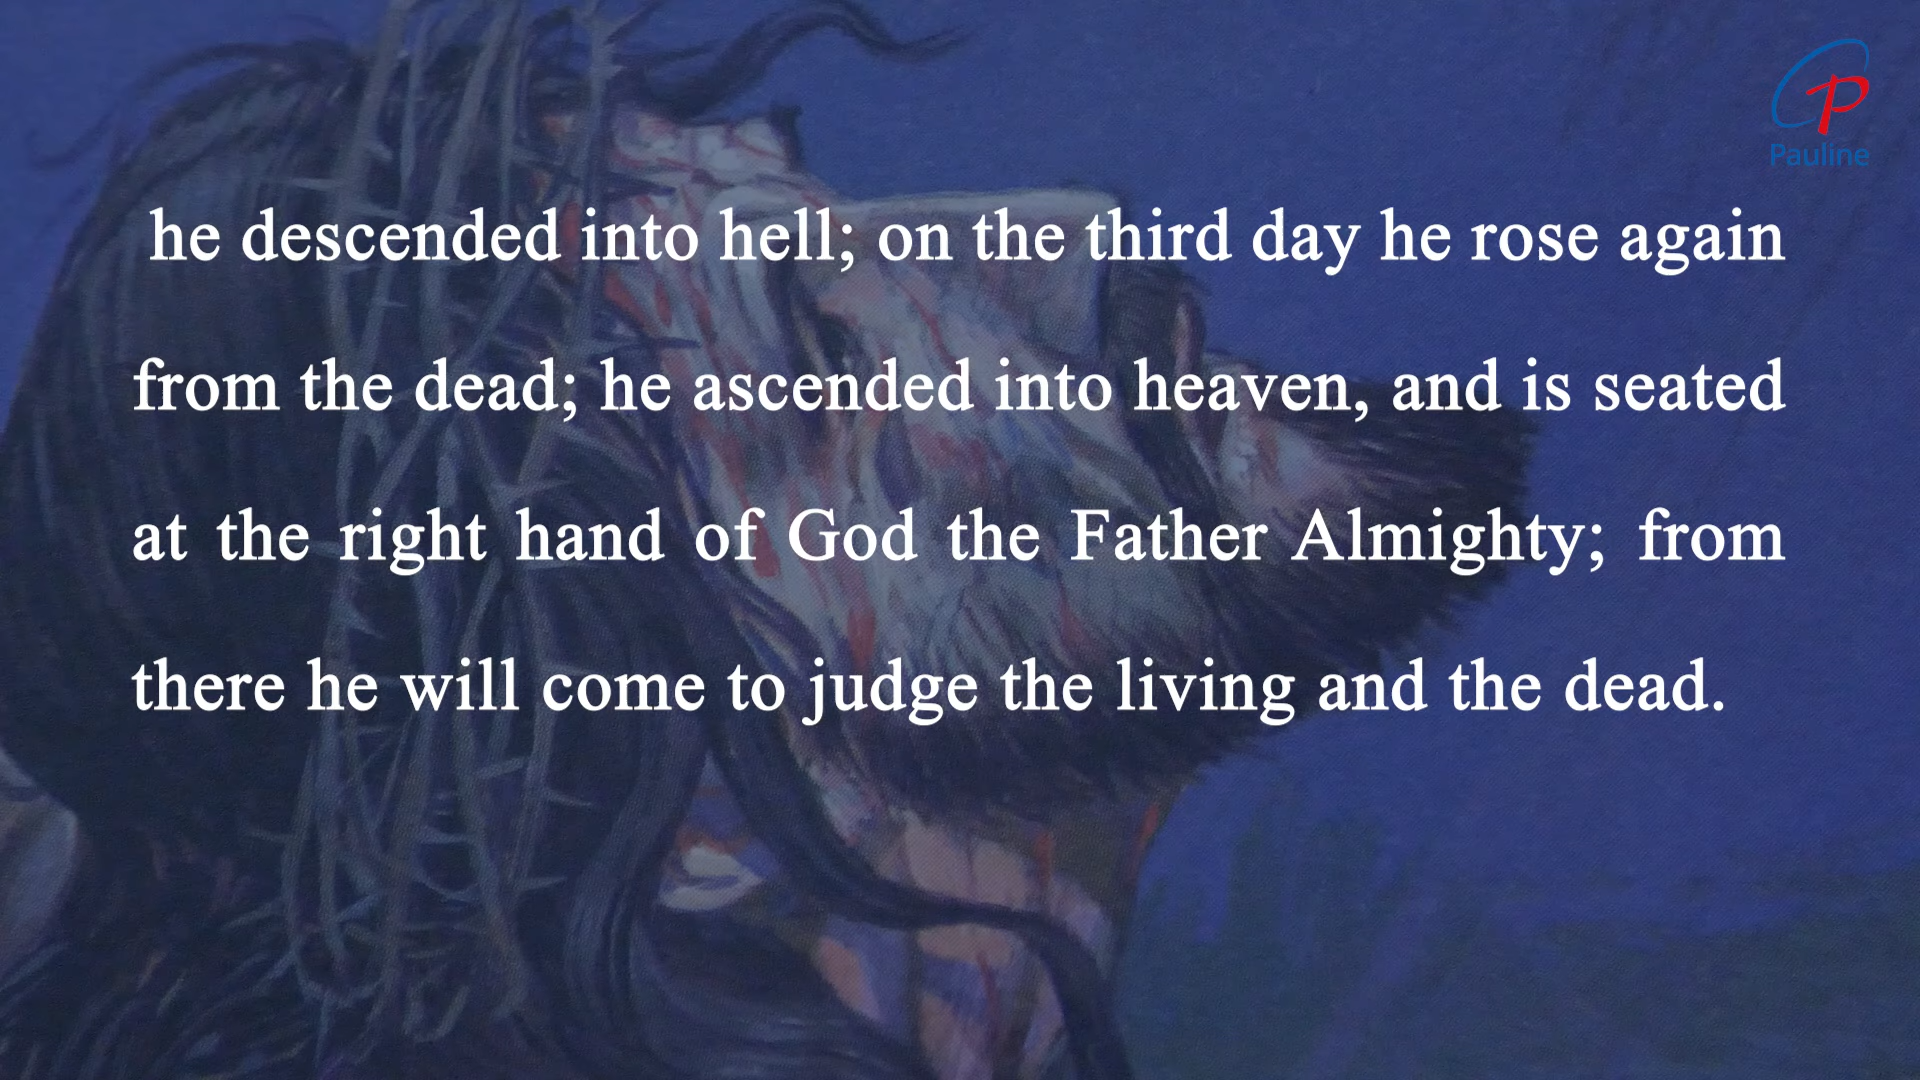 Pauline
he descended into hell; on the third day he rose again
from the dead; he ascended into heaven, and is seated
at the right hand of God the Father Almighty; from
there he will come to judge the living and the dead.